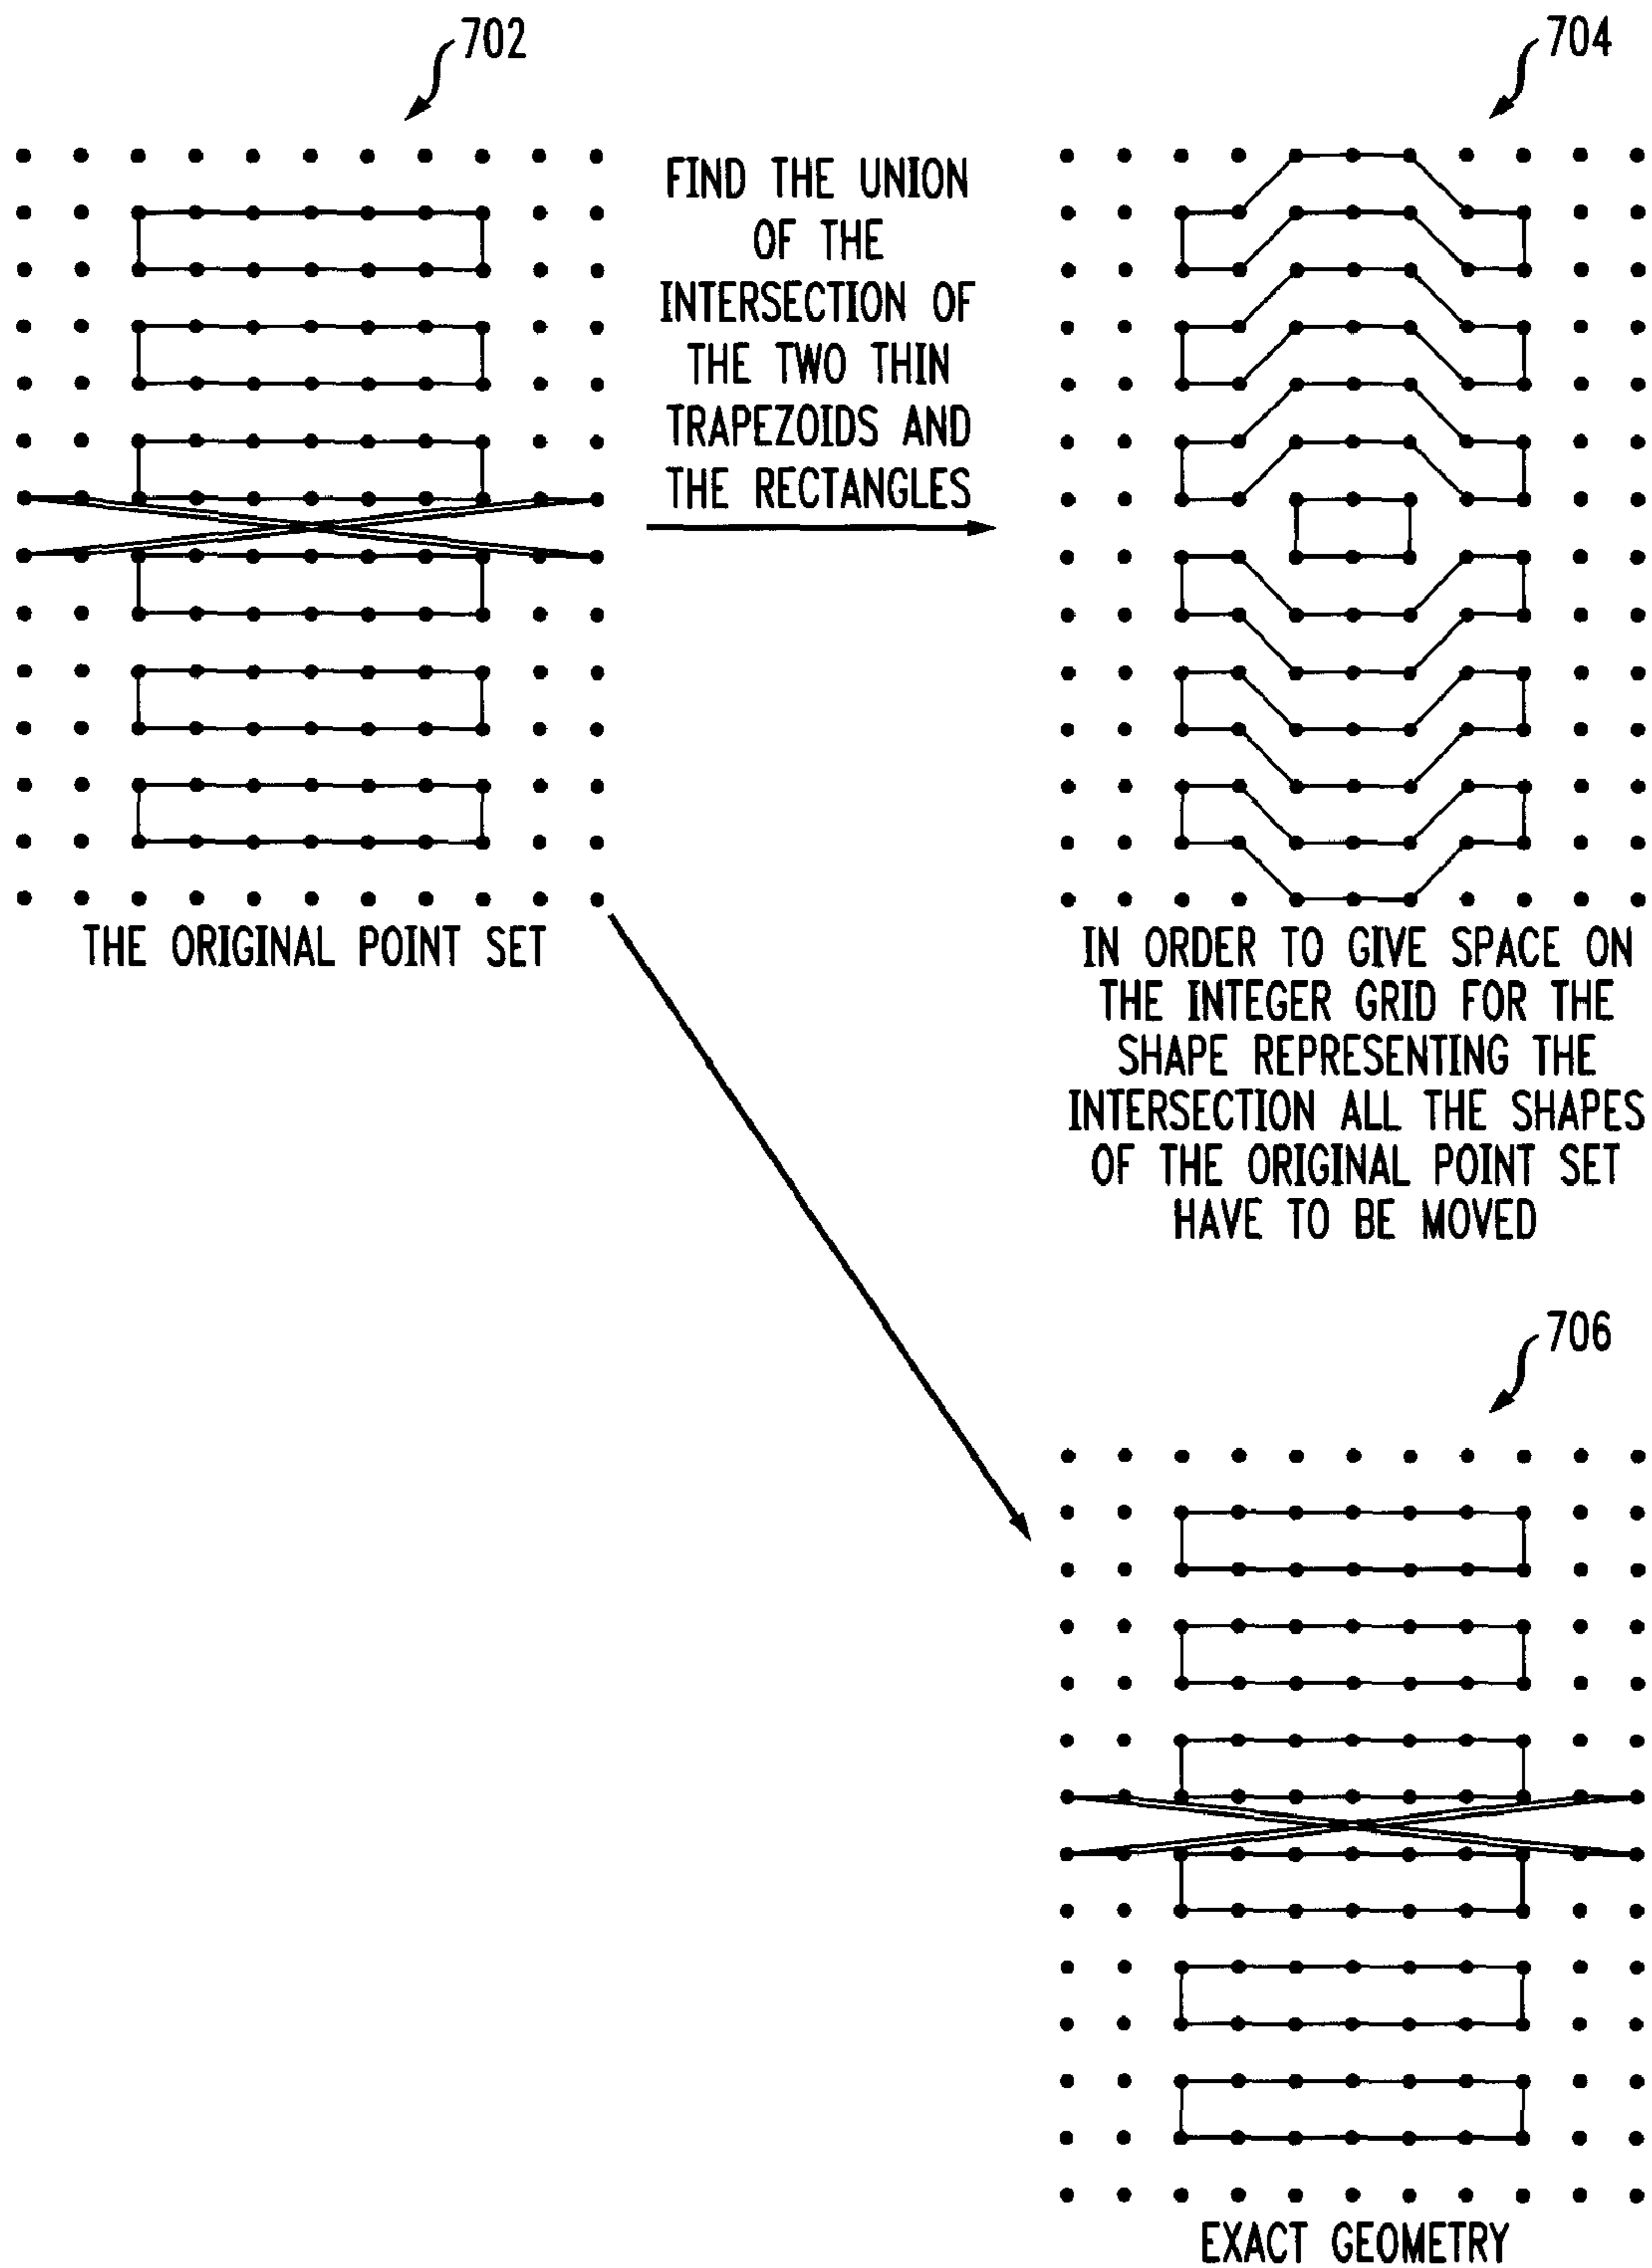 702
704
FIND THE UNION
OF THE
INTERSECTION OF
THE TWO THIN
TRAPEZOIDS AND
THE RECTANGLES
THE ORIGINAL POINT SET
IN ORDER TO GIVE SPACE ON
THE INTEGER GRID FOR THE
SHAPE REPRESENTING THE
INTERSECTION ALL THE SHAPES
OF THE ORIGINAL POINT SET
HAVE TO BE MOVED
706
EXACT GEOMETRY